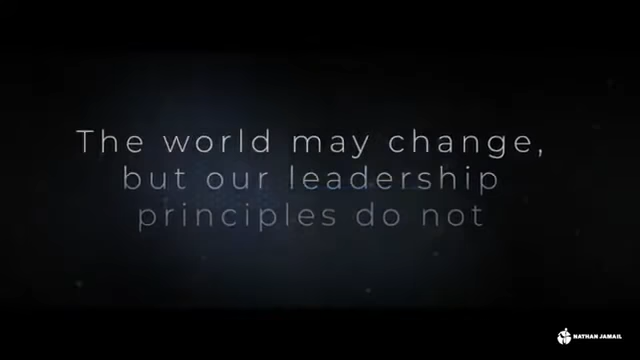 The world may change,
but our leadership
principles do not
NATHAN JAMAIL